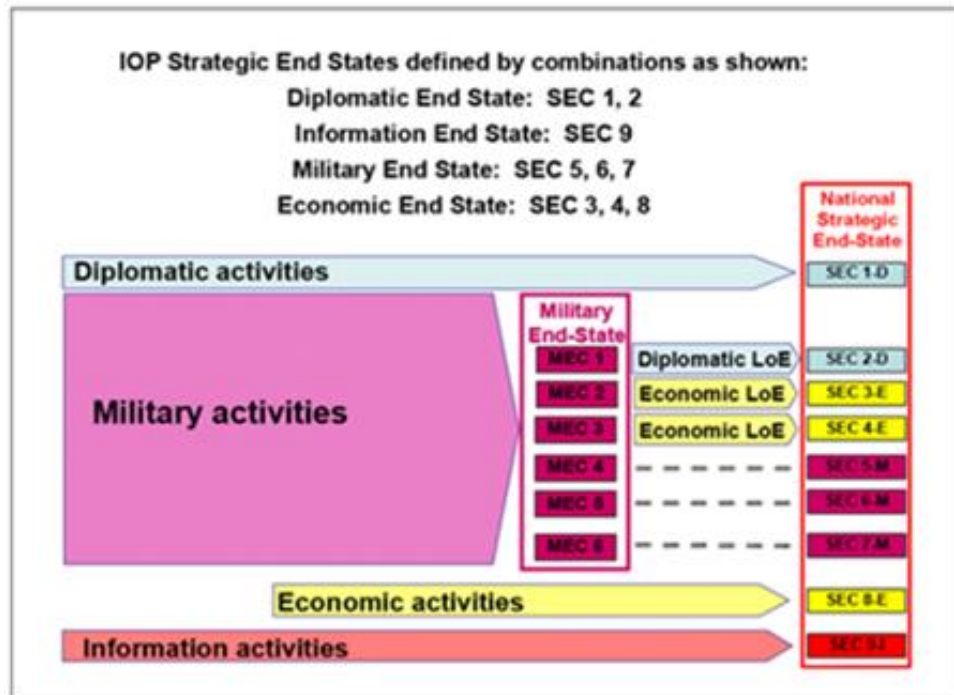 IOP Strategic End States defined by combinations as shown:
Diplomatic End State: SEC 1, 2
Information End State: SEC 9
Military End State: SEC 5, 6, 7
Economic End State: SEC 3, 4, 8
National
Strategic
End-State
Diplomatic activities
SEC 1-D
Military
End-State
MEC 1
Diplomatic LoE
SEC 2-D
Military activities
MEC 2
Economic LoE
SEC 3-E
MEC 3
Economic LoE
SEC 4-E
MEC 4
SEC 5-M
MEC 5
SEC 6-M
MEC 6
SEC 7-M
Economic activities
SEC 8-E
Information activities
SEC 9-I